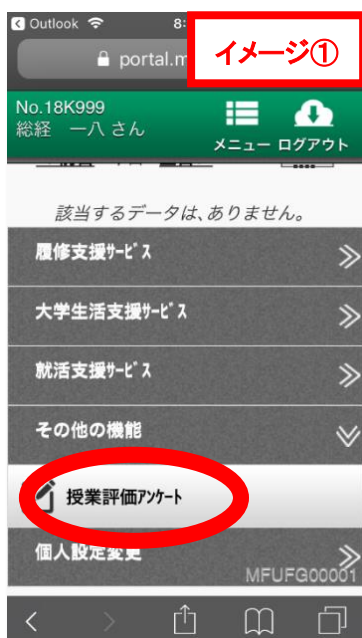 Outlook
8:
イメージ①
portal.m
No.18K999
総経 一八 さん
メニュー ログアウト
該当するデータは、ありません。
履修支援ｻｰﾋﾞｽ
大学生活支援ｻｰﾋﾞｽ
就活支援ｻｰﾋﾞｽ
その他の機能
授業評価ｱﾝｹｰﾄ
個人設定変更
MFUFG00001